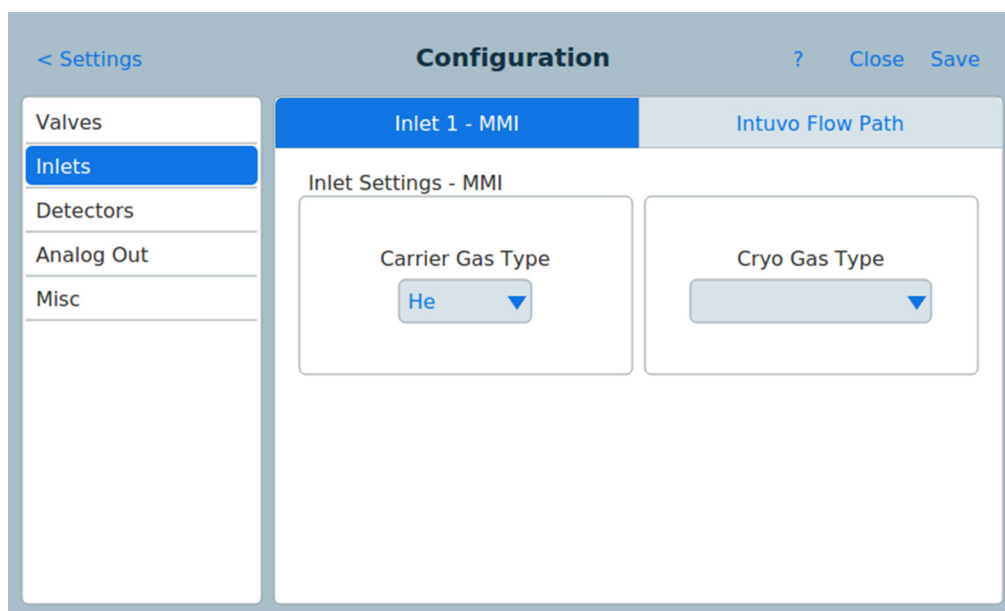 < Settings
Configuration
? Close Save
Valves
Inlets
Detectors
Analog Out
Misc
Inlet 1 - MMI
Intuvo Flow Path
Inlet Settings - MMI
Carrier Gas Type
He
Cryo Gas Type